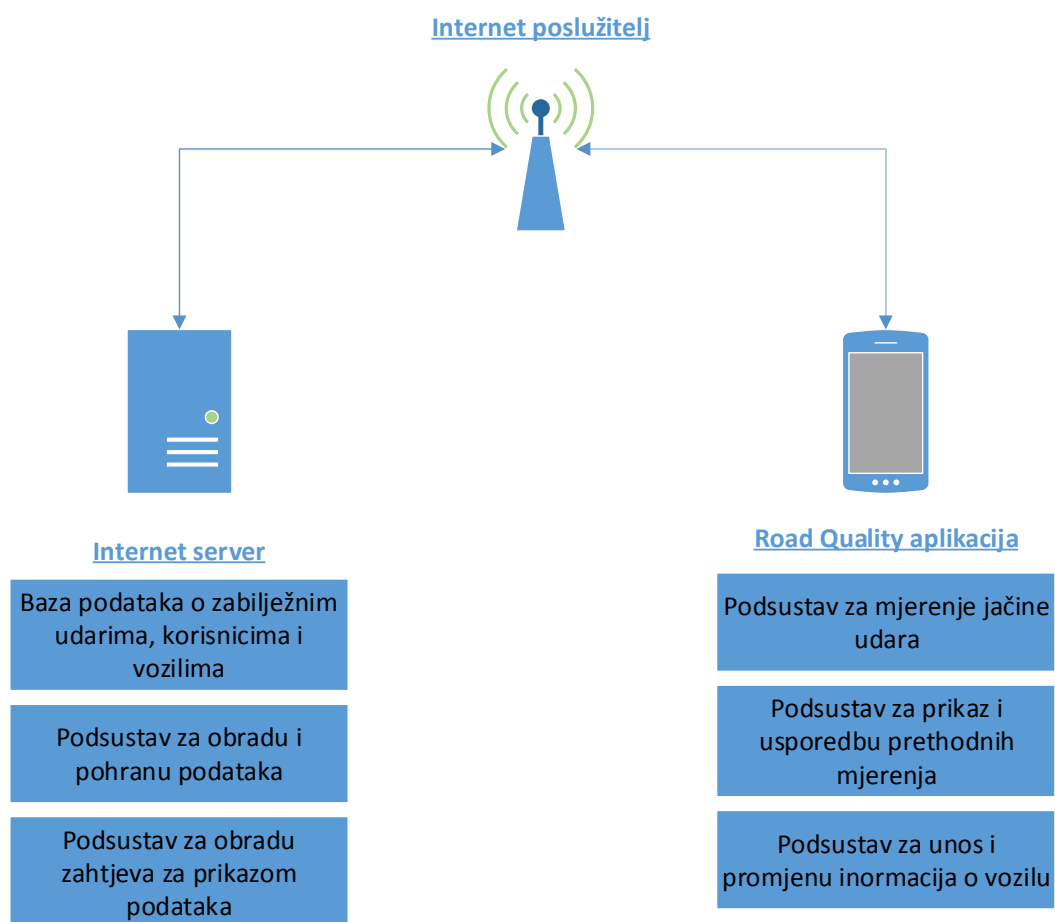 Internet poslužitelj
Internet server
Baza podataka o zabilježnim
udarima, korisnicima i
vozilima
Podsustav za obradu i
pohranu podataka
Podsustav za obradu
zahtjeva za prikazom
podataka
Road Quality aplikacija
Podsustav za mjerenje jačine
udara
Podsustav za prikaz i
usporedbu prethodnih
mjerenja
Podsustav za unos i
promjenu inormacija o vozilu